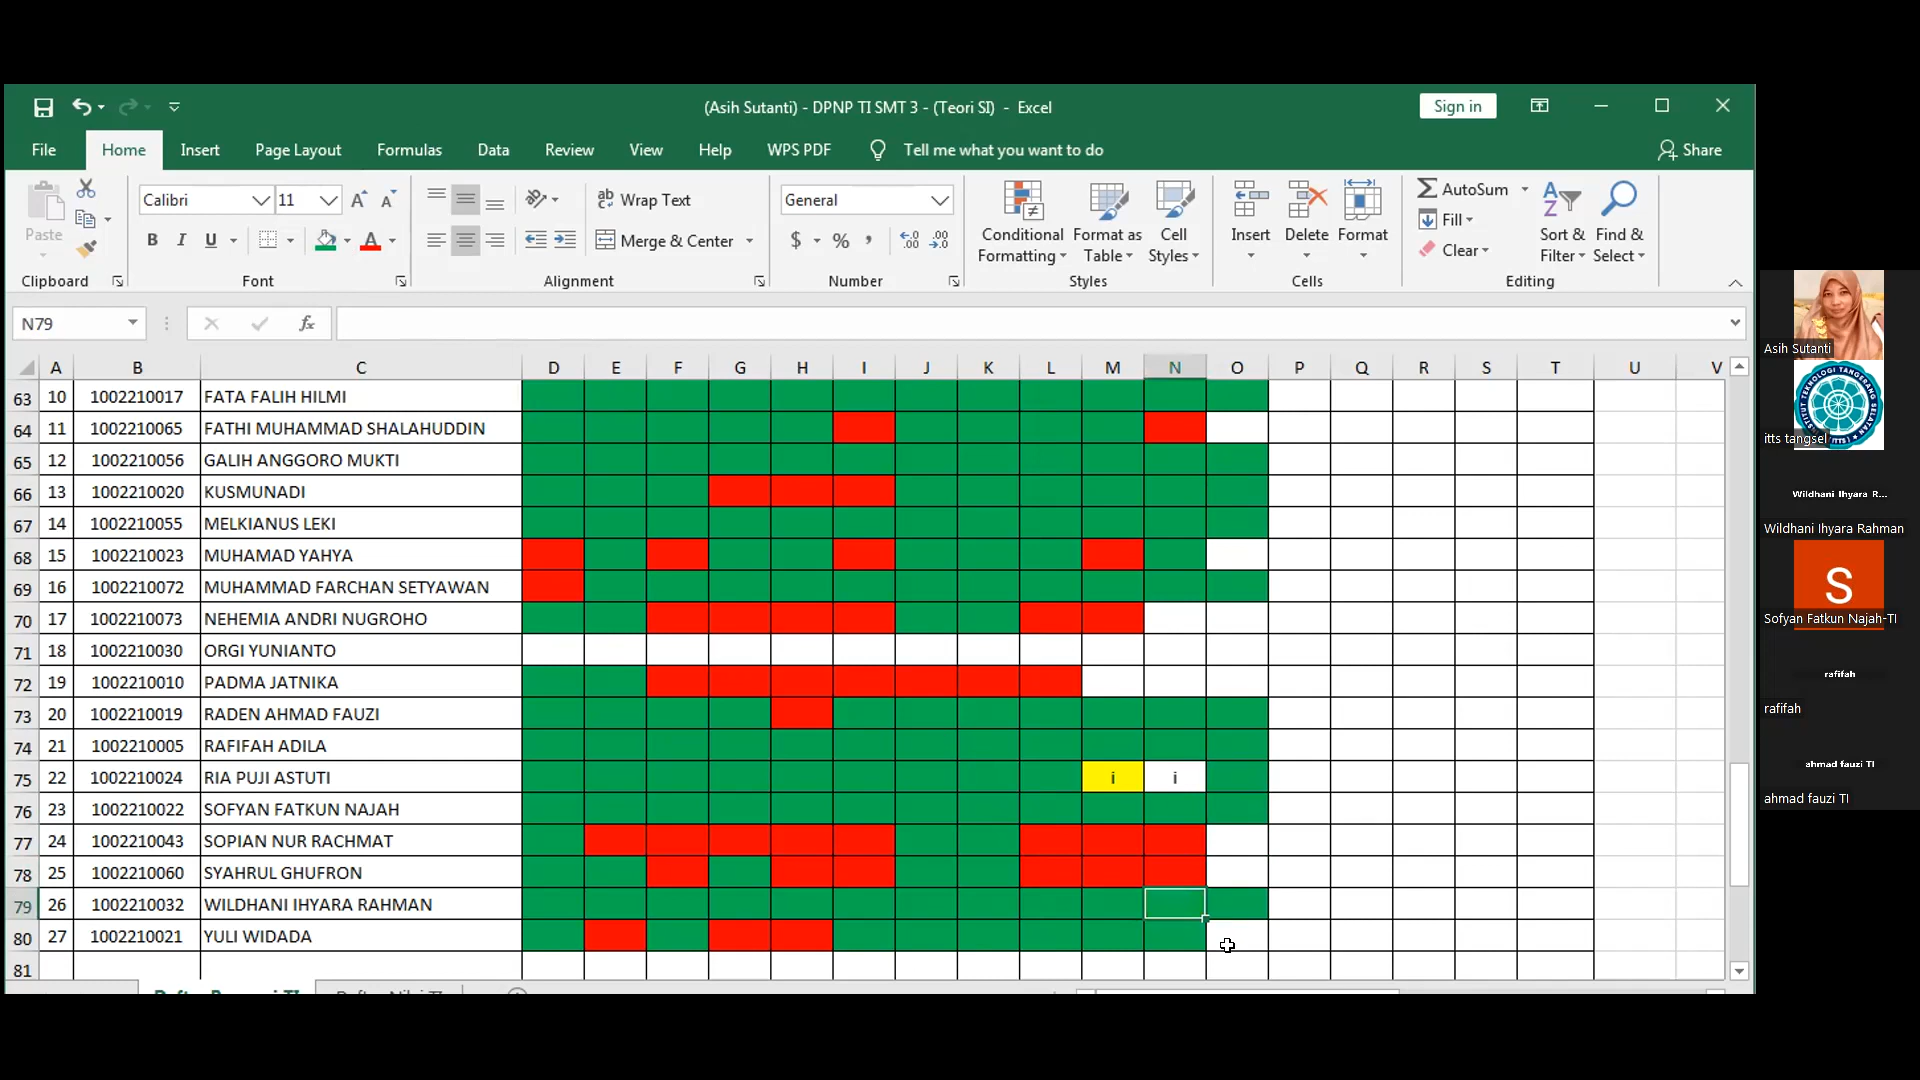 (Asih Sutanti) - DPNP TI SMT 3 - (Teori SI) - Excel
Sign in
File Home Insert Page Layout Formulas Data Review View Help WPS PDF Tell me what you want to do Share
Paste
Calibri 11
Wrap Text
General
Merge & Center
Conditional Formatting
Format as Table
Cell Styles
Insert Delete Format
AutoSum
Fill
Clear
Sort & Filter
Find & Select
Clipboard Font Alignment Number Styles Cells Editing
N79 fx
A B C D E F G H I J K L M N O P Q R S T U V
63 10 1002210017 FATA FALIH HILMI
64 11 1002210065 FATHI MUHAMMAD SHALAHUDDIN
65 12 1002210056 GALIH ANGGORO MUKTI
66 13 1002210020 KUSMUNADI
67 14 1002210055 MELKIANUS LEKI
68 15 1002210023 MUHAMAD YAHYA
69 16 1002210072 MUHAMMAD FARCHAN SETYAWAN
70 17 1002210073 NEHEMIA ANDRI NUGROHO
71 18 1002210030 ORGI YUNIANTO
72 19 1002210010 PADMA JATNIKA
73 20 1002210019 RADEN AHMAD FAUZI
74 21 1002210005 RAFIFAH ADILA
75 22 1002210024 RIA PUJI ASTUTI i i
76 23 1002210022 SOFYAN FATKUN NAJAH
77 24 1002210043 SOPIAN NUR RACHMAT
78 25 1002210060 SYAHRUL GHUFRON
79 26 1002210032 WILDHANI IHYARA RAHMAN
80 27 1002210021 YULI WIDADA
81
Asih Sutanti
INSTITUT TEKNOLOGI TANGERANG SELATAN
itts tangsel
Wildhani Ihyara R...
Wildhani Ihyara Rahman
S
Sofyan Fatkun Najah-TI
rafifah
rafifah
ahmad fauzi TI
ahmad fauzi TI